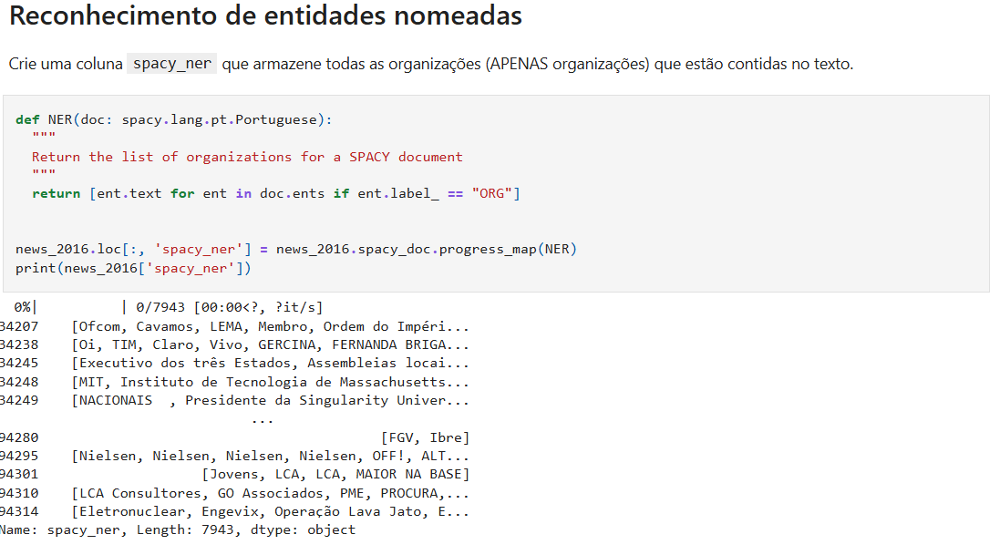 Reconhecimento de entidades nomeadas
Crie uma coluna spacy_ner que armazene todas as organizações (APENAS organizações) que estão contidas no texto.
def NER(doc: spacy.lang.pt.Portuguese):
"""
Return the list of organizations for a SPACY document
"""
return [ent.text for ent in doc.ents if ent.label_ == "ORG"]
news_2016.loc[:, 'spacy_ner'] = news_2016.spacy_doc.progress_map(NER)
print(news_2016['spacy_ner'])
0%| | 0/7943 [00:00<?, ?it/s]
34207 [Ofcom, Cavamos, LEMA, Membro, Ordem do Impéri...
34238 [Oi, TIM, Claro, Vivo, GERCINA, FERNANDA BRIGA...
34245 [Executivo dos três Estados, Assembleias locai...
34248 [MIT, Instituto de Tecnologia de Massachusetts...
34249 [NACIONAIS , Presidente da Singularity Univer...
...
94280 [FGV, Ibre]
94295 [Nielsen, Nielsen, Nielsen, Nielsen, OFF!, ALT...
94301 [Jovens, LCA, LCA, MAIOR NA BASE]
94310 [LCA Consultores, GO Associados, PME, PROCURA,...
94314 [Eletronuclear, Engevix, Operação Lava Jato, E...
Name: spacy_ner, Length: 7943, dtype: object